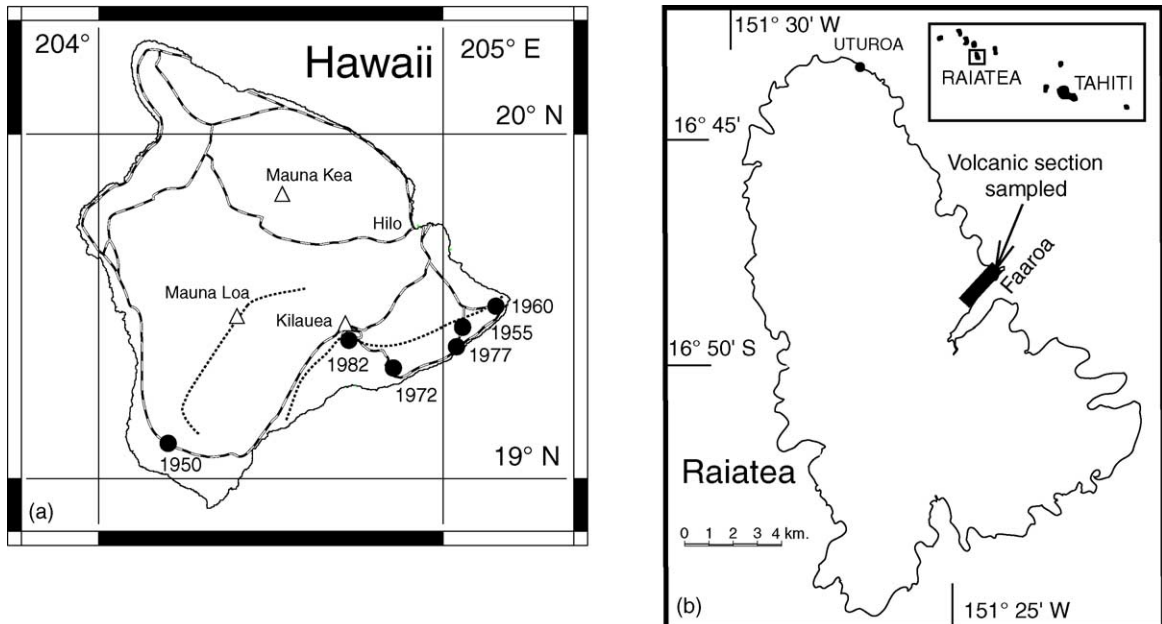 204°
Hawaii
205° E
20° N
Mauna Kea
Hilo
Mauna Loa
Kilauea
1960
1955
1977
1982
1972
1950
19° N
(a)
151° 30' W
UTUROA
RAIATEA
TAHITI
16° 45'
Volcanic section
sampled
Faaroa
16° 50' S
Raiatea
0 1 2 3 4 km.
(b)
151° 25' W